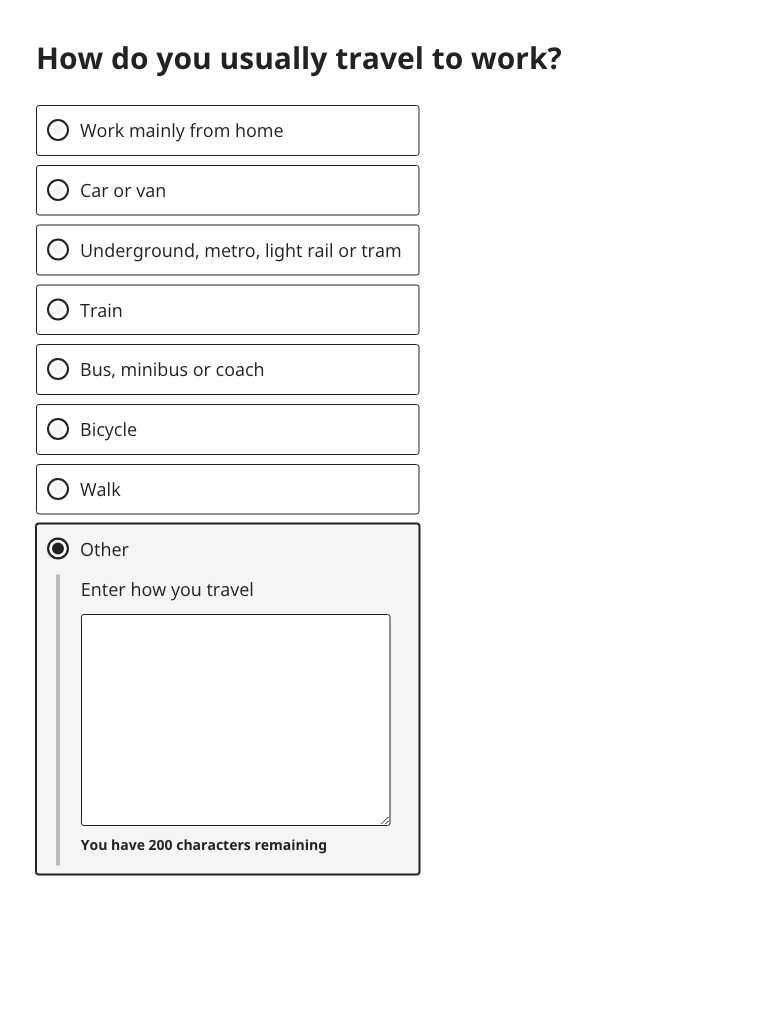 How do you usually travel to work?
Work mainly from home
Car or van
Underground, metro, light rail or tram
Train
Bus, minibus or coach
Bicycle
Walk
Other
Enter how you travel
You have 200 characters remaining